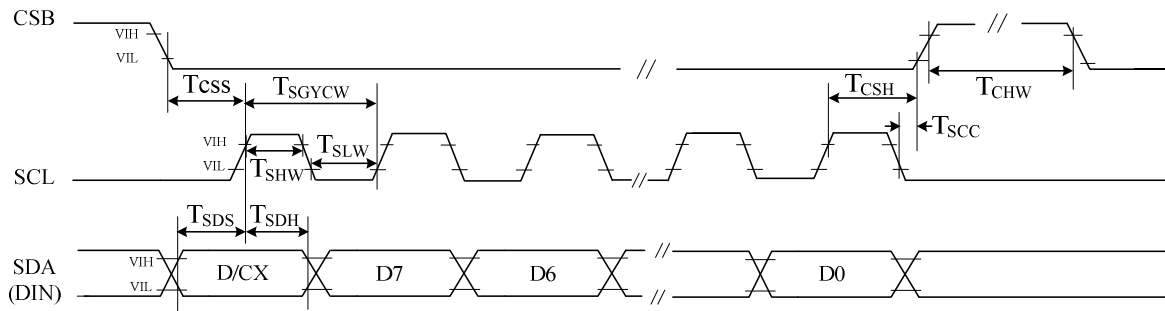 CSB
VIH
VIL
//
//
Tcss
TSGYCW
TCSH
TCHW
TSCC
SCL
VIH
VIL
TSHW
TSLW
//
TSDS
TSDH
SDA
(DIN)
VIH
VIL
D/CX
D7
D6
D0
//
//